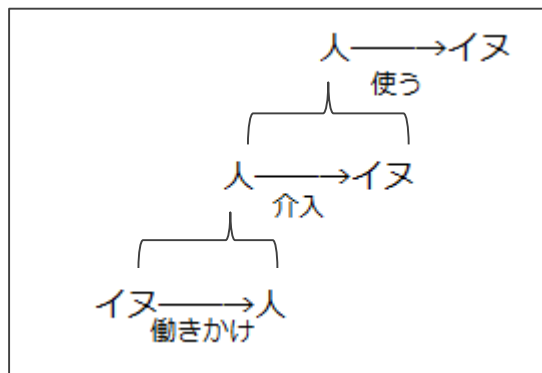 人→イヌ
使う
人→イヌ
介入
イヌ→人
働きかけ